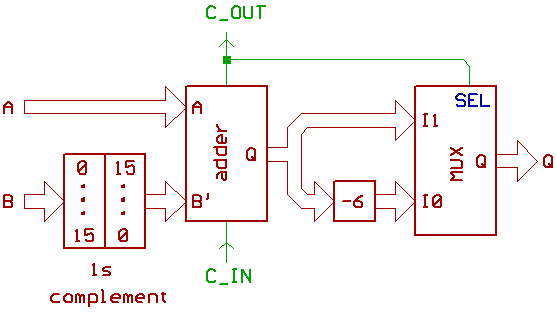 C_OUT
SEL
A
A
I1
0 15
adder
Q
MUX
Q
Q
B
B'
-6
I0
15 0
1s
complement
C_IN